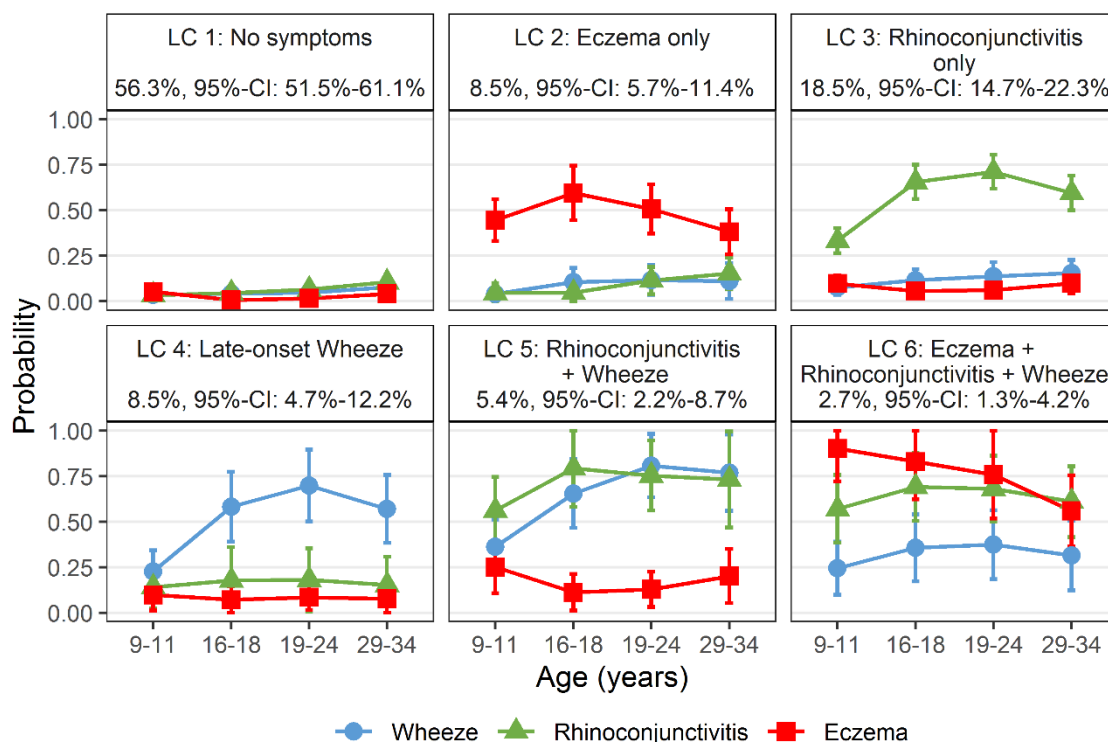 LC 1: No symptoms
56.3%, 95%-CI: 51.5%-61.1%
LC 2: Eczema only
8.5%, 95%-CI: 5.7%-11.4%
LC 3: Rhinoconjunctivitis
only
18.5%, 95%-CI: 14.7%-22.3%
1.00
0.75
0.50
0.25
0.00
LC 4: Late-onset Wheeze
8.5%, 95%-CI: 4.7%-12.2%
LC 5: Rhinoconjunctivitis
+ Wheeze
5.4%, 95%-CI: 2.2%-8.7%
LC 6: Eczema +
Rhinoconjunctivitis + Wheeze
2.7%, 95%-CI: 1.3%-4.2%
Probability
1.00
0.75
0.50
0.25
0.00
9-11 16-18 19-24 29-34
9-11 16-18 19-24 29-34
9-11 16-18 19-24 29-34
Age (years)
Wheeze Rhinoconjunctivitis Eczema